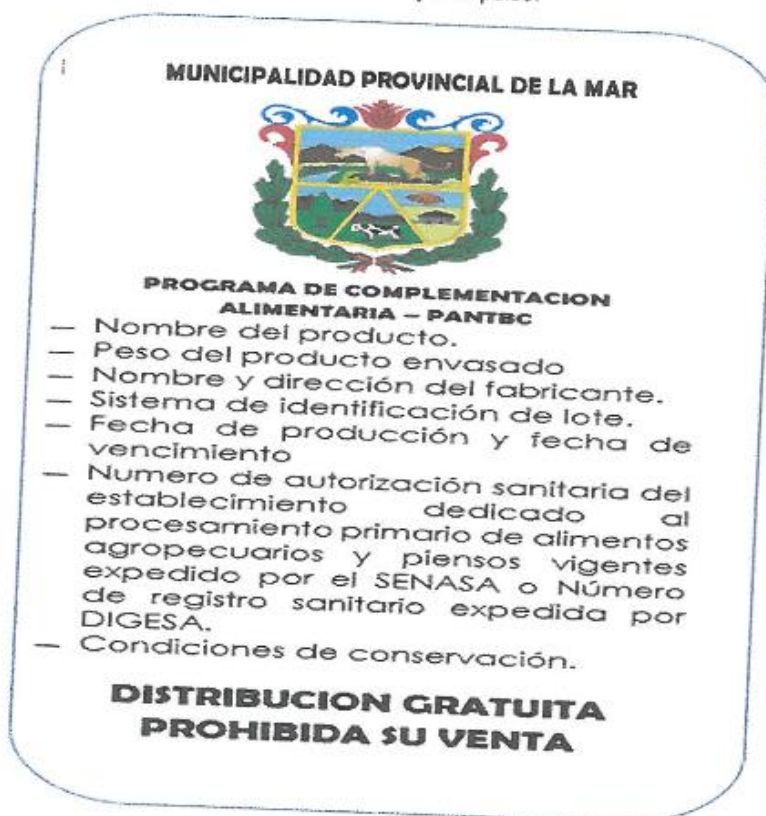 MUNICIPALIDAD PROVINCIAL DE LA MAR
PROGRAMA DE COMPLEMENTACION
ALIMENTARIA – PANTBC
— Nombre del producto.
— Peso del producto envasado
— Nombre y dirección del fabricante.
— Sistema de identificación de lote.
— Fecha de producción y fecha de
vencimiento
— Numero de autorización sanitaria del
establecimiento dedicado al
procesamiento primario de alimentos
agropecuarios y piensos vigentes
expedido por el SENASA o Número
de registro sanitario expedida por
DIGESA.
— Condiciones de conservación.
DISTRIBUCION GRATUITA
PROHIBIDA SU VENTA